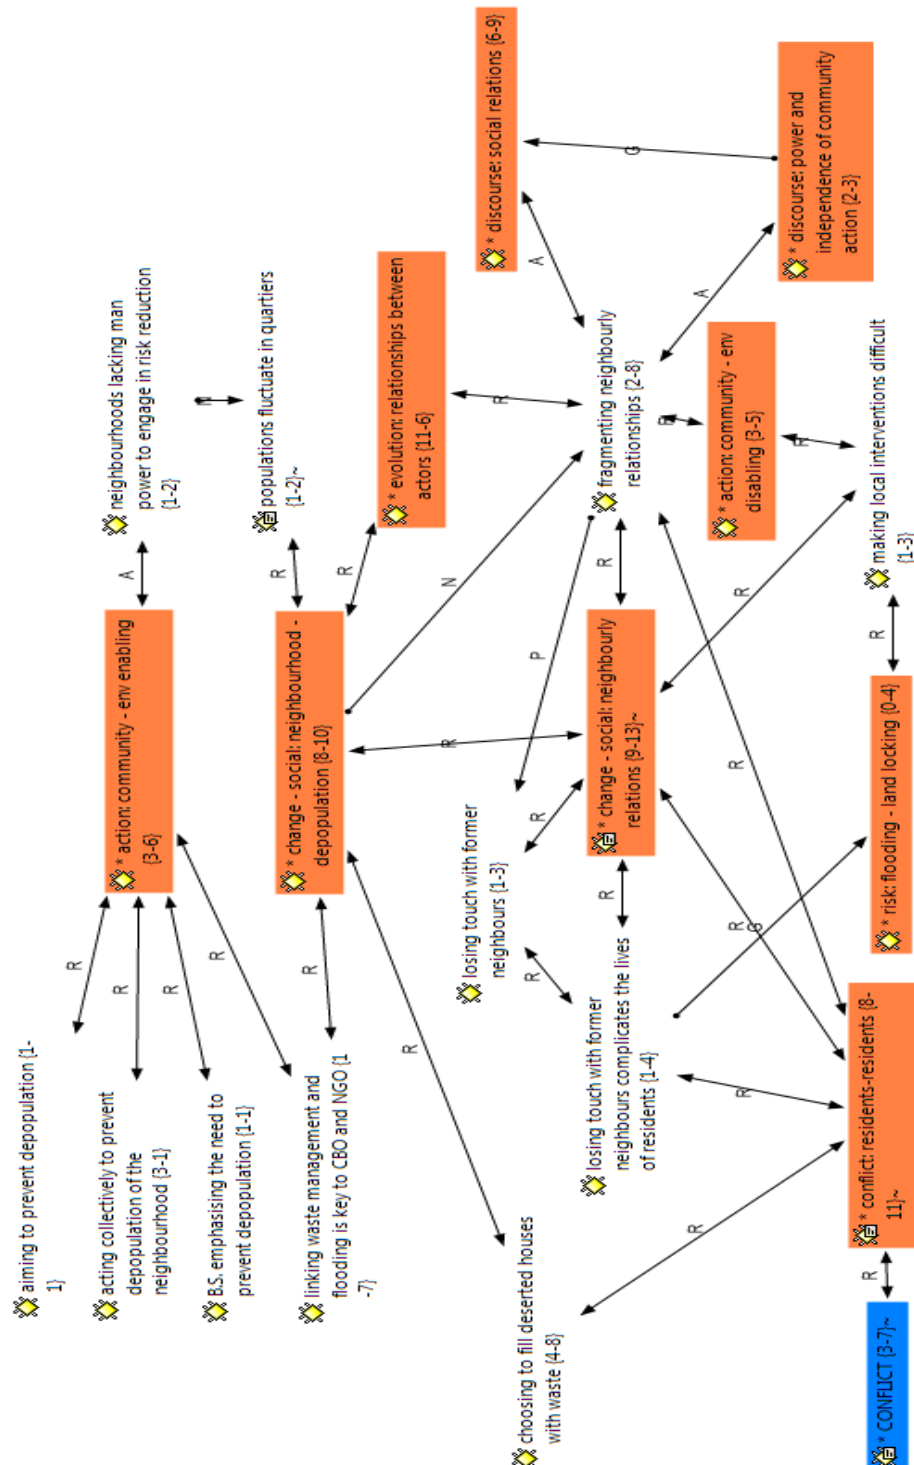 aiming to prevent depopulation {1-
1}
R
acting collectively to prevent
depopulation of the
neighbourhood {3-1}
R
B.S. emphasising the need to
prevent depopulation {1-1}
R
R
* action: community - env enabling
{3-6}
A
neighbourhoods lacking man
power to engage in risk reduction
{1-2}
N
linking waste management and
flooding is key to CBO and NGO {1
-7}
R
* change - social: neighbourhood -
depopulation {8-10}
R
populations fluctuate in quartiers
{1-2}~
R
* evolution: relationships between
actors {11-6}
R
N
R
R
losing touch with former
neighbours {1-3}
P
R
R
* discourse: social relations {6-9}
A
G
choosing to fill deserted houses
with waste {4-8}
losing touch with former
neighbours complicates the lives
of residents {1-4}
R
* change - social: neighbourly
relations {9-13}~
R
fragmenting neighbourly
relationships {2-8}
A
R
* action: community - env
disabling {3-5}
* discourse: power and
independence of community
action {2-3}
R
R
R
G
R
R
* CONFLICT {3-7}~
R
* conflict: residents-residents {8-
11}~
* risk: flooding - land locking {0-4}
R
making local interventions difficult
{1-3}